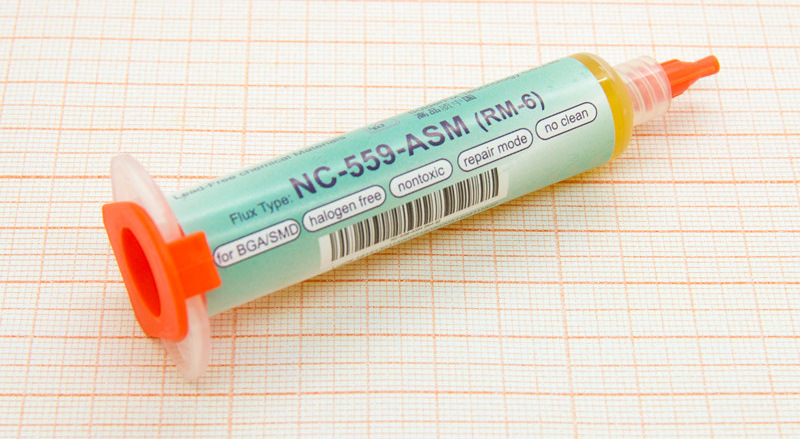 Lead-Free chemical Material
Flux Type: NC-559-ASM (RM-6)
for BGA/SMD halogen free nontoxic repair mode no clean